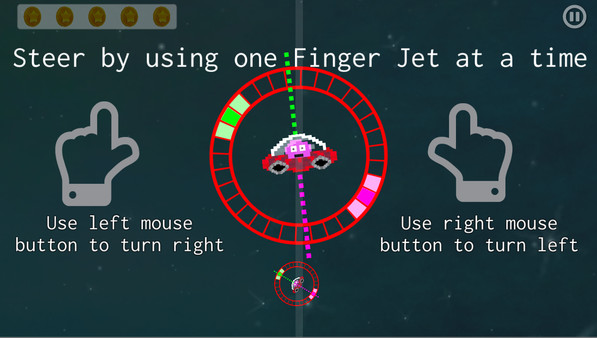 Steer by using one Finger Jet at a time
Use left mouse
button to turn right
Use right mouse
button to turn left